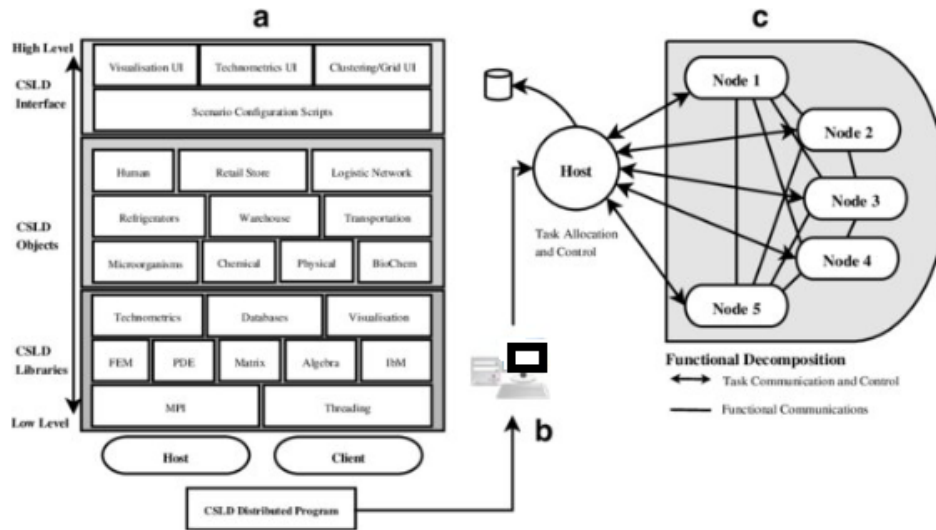 a
High Level
CSLD
Interface
Visualisation UI
Technometrics UI
Clustering/Grid UI
Scenario Configuration Scripts
CSLD
Objects
Human
Retail Store
Logistic Network
Refrigerators
Warehouse
Transportation
Microorganisms
Chemical
Physical
BioChem
CSLD
Libraries
Technometrics
Databases
Visualisation
FEM
PDE
Matrix
Algebra
IbM
MPI
Threading
Low Level
Host
Client
CSLD Distributed Program
b
c
Host
Task Allocation
and Control
Node 1
Node 2
Node 3
Node 4
Node 5
Functional Decomposition
Task Communication and Control
Functional Communications